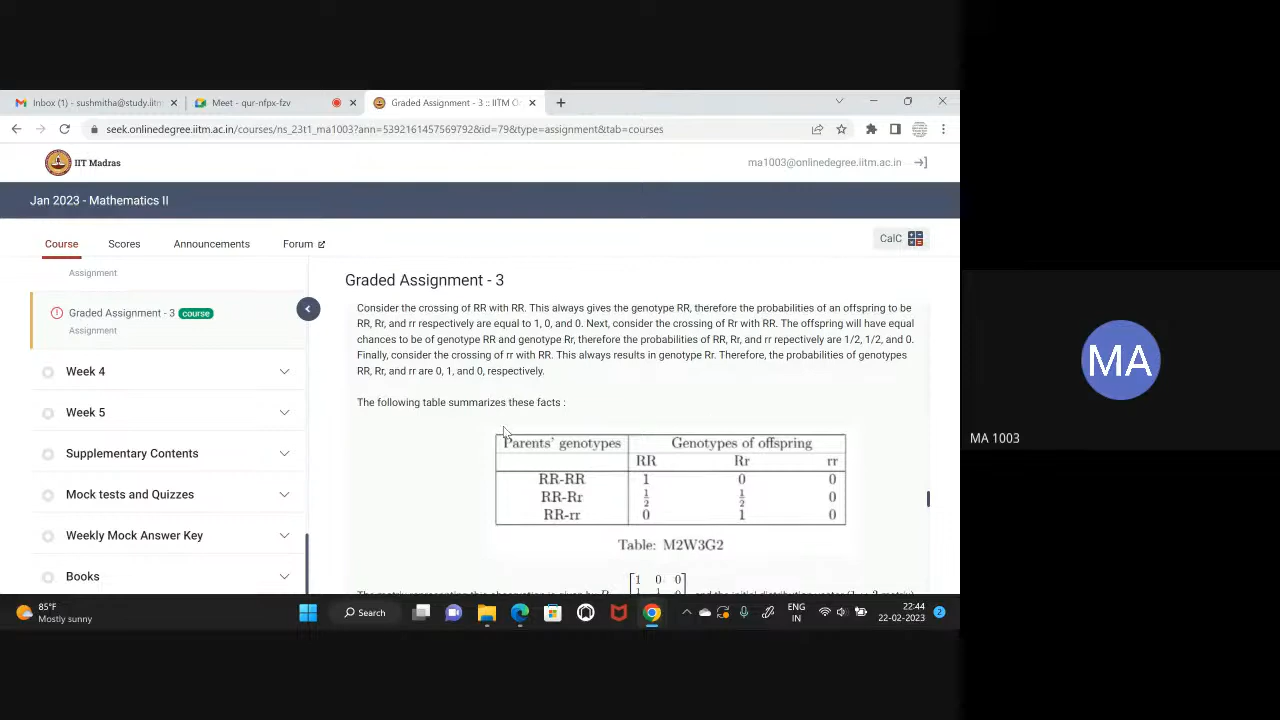 Inbox (1) - sushmitha@study.iitm
Meet - qur-nfpx-fzv
Graded Assignment - 3 :: IITM O
seek.onlinedegree.iitm.ac.in/courses/ns_23t1_ma1003?ann=5392161457569792&id=79&type=assignment&tab=courses
IIT Madras
ma1003@onlinedegree.iitm.ac.in
Jan 2023 - Mathematics II
Course Scores Announcements Forum
CalC
Assignment
Graded Assignment - 3 course
Assignment
Week 4
Week 5
Supplementary Contents
Mock tests and Quizzes
Weekly Mock Answer Key
Books
Graded Assignment - 3
Consider the crossing of RR with RR. This always gives the genotype RR, therefore the probabilities of an offspring to be
RR, Rr, and rr respectively are equal to 1, 0, and 0. Next, consider the crossing of Rr with RR. The offspring will have equal
chances to be of genotype RR and genotype Rr, therefore the probabilities of RR, Rr, and rr repectively are 1/2, 1/2, and 0.
Finally, consider the crossing of rr with RR. This always results in genotype Rr. Therefore, the probabilities of genotypes
RR, Rr, and rr are 0, 1, and 0, respectively.
The following table summarizes these facts :
Parents' genotypes Genotypes of offspring
RR Rr rr
RR-RR 1 0 0
RR-Rr 1/2 1/2 0
RR-rr 0 1 0
Table: M2W3G2
1 0 0
MA
MA 1003
85°F
Mostly sunny
Search
ENG
IN
22:44
22-02-2023
2